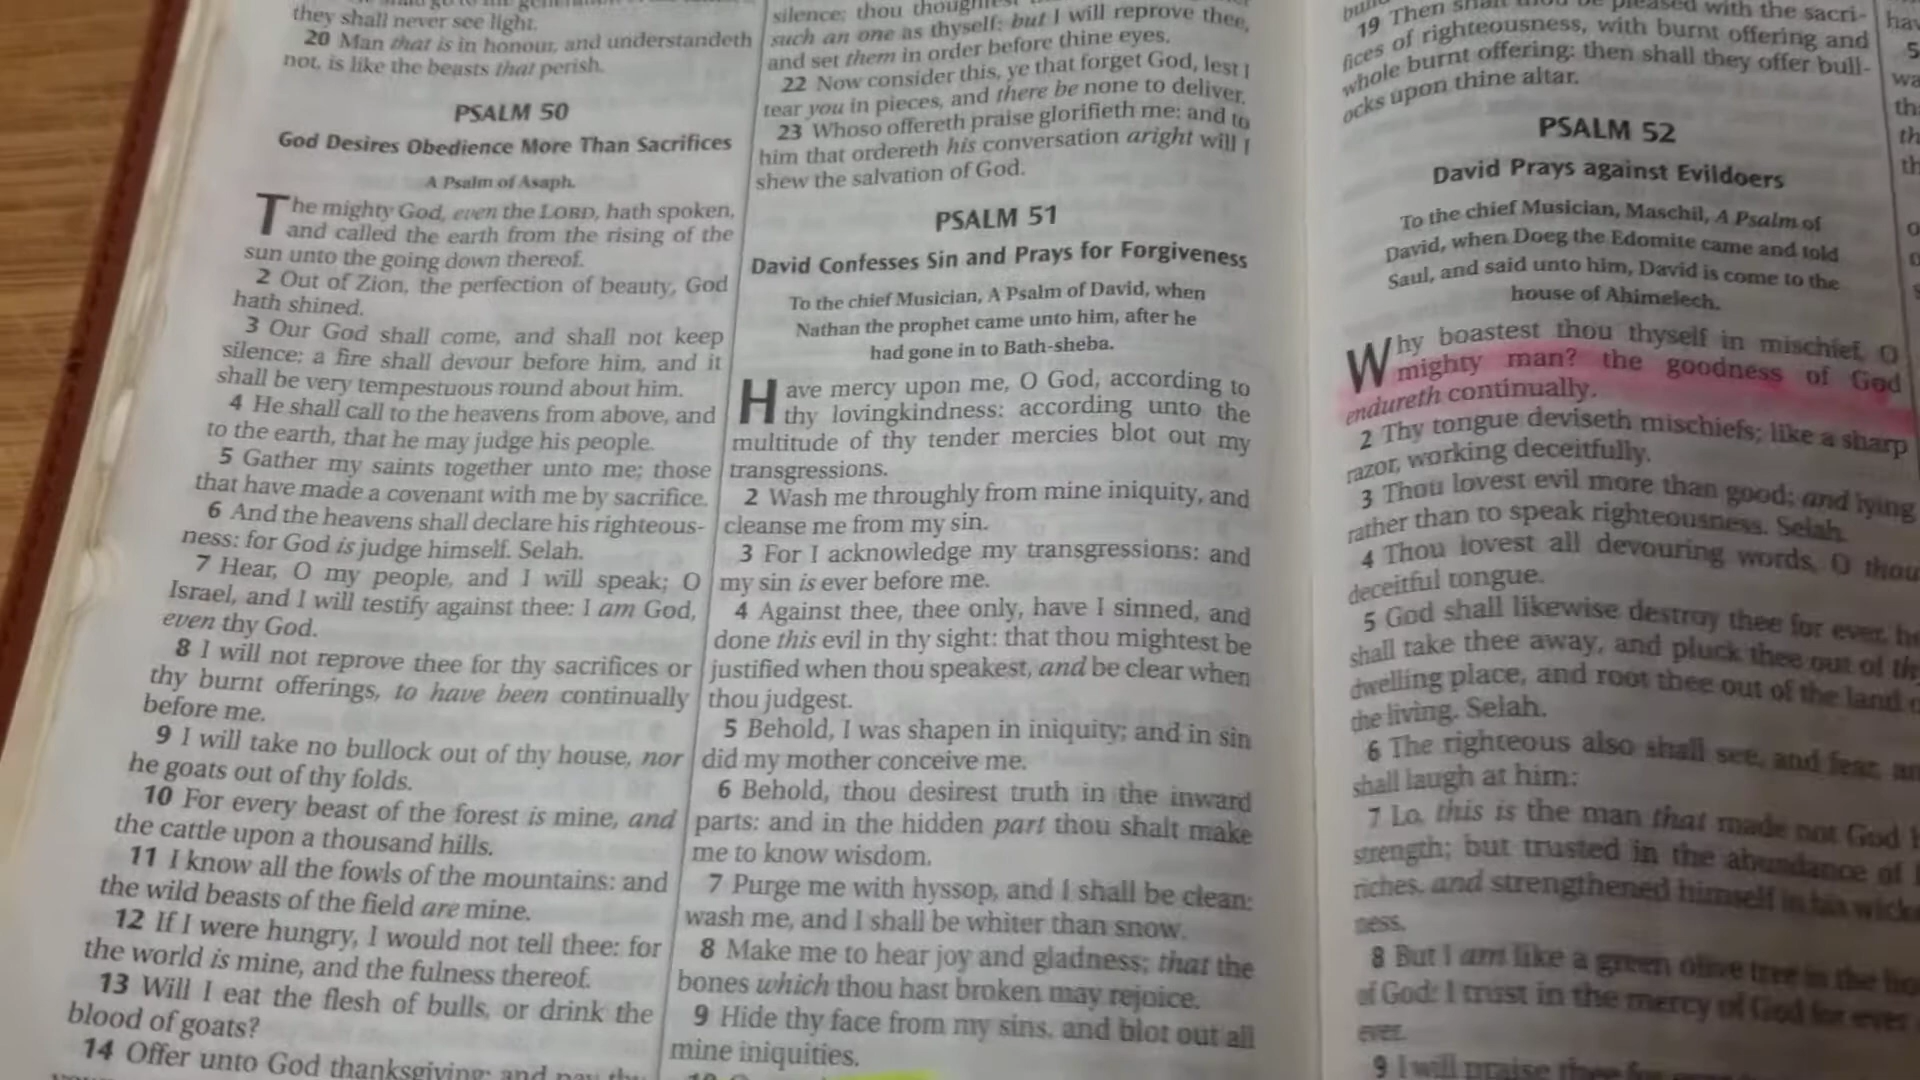 they shall never see light.
20 Man that is in honour, and understandeth
not, is like the beasts that perish.
PSALM 50
God Desires Obedience More Than Sacrifices
A Psalm of Asaph.
The mighty God, even the LORD, hath spoken,
and called the earth from the rising of the
sun unto the going down thereof.
2 Out of Zion, the perfection of beauty, God
hath shined.
3 Our God shall come, and shall not keep
silence: a fire shall devour before him, and it
shall be very tempestuous round about him.
4 He shall call to the heavens from above, and
to the earth, that he may judge his people.
5 Gather my saints together unto me; those
that have made a covenant with me by sacrifice.
6 And the heavens shall declare his righteous-
ness: for God is judge himself. Selah.
7 Hear, O my people, and I will speak; O
Israel, and I will testify against thee: I am God,
even thy God.
8 I will not reprove thee for thy sacrifices or
thy burnt offerings, to have been continually
before me.
9 I will take no bullock out of thy house, nor
he goats out of thy folds.
10 For every beast of the forest is mine, and
the cattle upon a thousand hills.
11 I know all the fowls of the mountains: and
the wild beasts of the field are mine.
12 If I were hungry, I would not tell thee: for
the world is mine, and the fulness thereof.
13 Will I eat the flesh of bulls, or drink the
blood of goats?
14 Offer unto God thanksgiving; and pay thy
silence; thou thoughtest
such an one as thyself: but I will reprove thee,
and set them in order before thine eyes.
22 Now consider this, ye that forget God, lest I
tear you in pieces, and there be none to deliver.
23 Whoso offereth praise glorifieth me: and to
him that ordereth his conversation aright will I
shew the salvation of God.
PSALM 51
David Confesses Sin and Prays for Forgiveness
To the chief Musician, A Psalm of David, when
Nathan the prophet came unto him, after he
had gone in to Bath-sheba.
Have mercy upon me, O God, according to
thy lovingkindness: according unto the
multitude of thy tender mercies blot out my
transgressions.
2 Wash me throughly from mine iniquity, and
cleanse me from my sin.
3 For I acknowledge my transgressions: and
my sin is ever before me.
4 Against thee, thee only, have I sinned, and
done this evil in thy sight: that thou mightest be
justified when thou speakest, and be clear when
thou judgest.
5 Behold, I was shapen in iniquity; and in sin
did my mother conceive me.
6 Behold, thou desirest truth in the inward
parts: and in the hidden part thou shalt make
me to know wisdom.
7 Purge me with hyssop, and I shall be clean:
wash me, and I shall be whiter than snow.
8 Make me to hear joy and gladness; that the
bones which thou hast broken may rejoice.
9 Hide thy face from my sins, and blot out all
mine iniquities.
19 Then shalt thou be pleased with the sacri-
fices of righteousness, with burnt offering and
whole burnt offering: then shall they offer bull-
ocks upon thine altar.
PSALM 52
David Prays against Evildoers
To the chief Musician, Maschil, A Psalm of
David, when Doeg the Edomite came and told
Saul, and said unto him, David is come to the
house of Ahimelech.
Why boastest thou thyself in mischief, O
mighty man? the goodness of God
endureth continually.
2 Thy tongue deviseth mischiefs; like a sharp
razor, working deceitfully.
3 Thou lovest evil more than good; and lying
rather than to speak righteousness. Selah.
4 Thou lovest all devouring words, O thou
deceitful tongue.
5 God shall likewise destroy thee for ever, he
shall take thee away, and pluck thee out of thy
dwelling place, and root thee out of the land
the living. Selah.
6 The righteous also shall see, and fear, an
shall laugh at him:
7 Lo, this is the man that made not God
strength; but trusted in the abundance of
riches, and strengthened himself in his wick
ness.
8 But I am like a green olive tree in the
of God: I trust in the mercy of God for ever
ever.
9 I will praise thee for